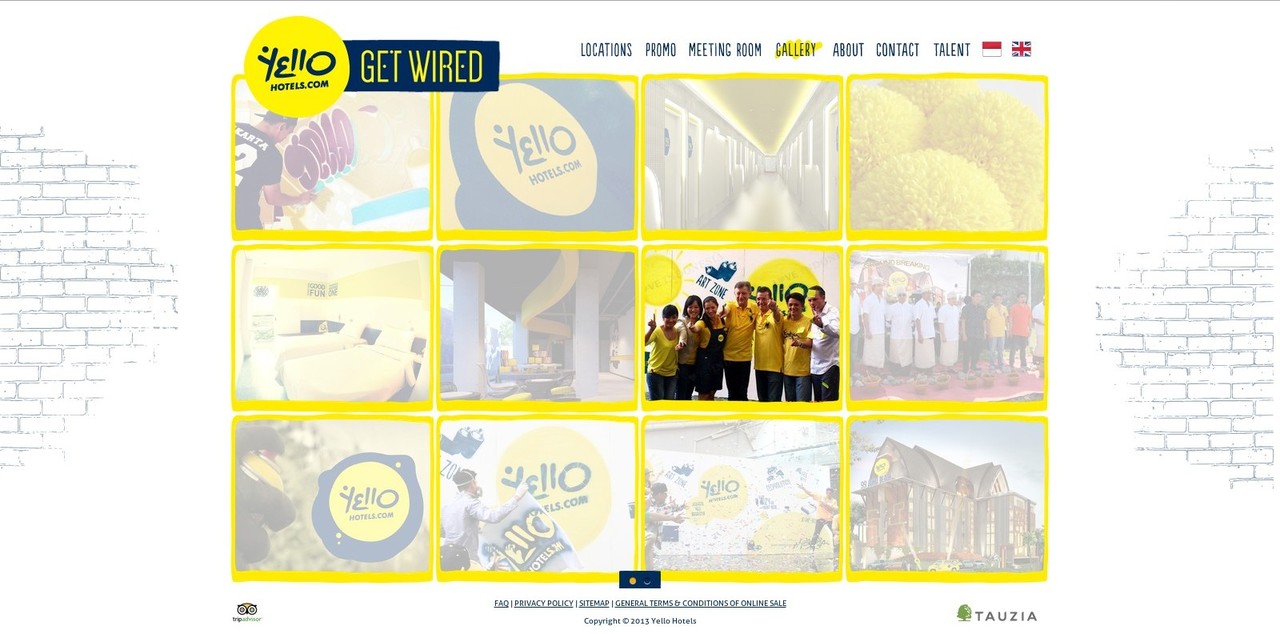 Yello
HOTELS.COM
GET WIRED
LOCATIONS PROMO MEETING ROOM GALLERY ABOUT CONTACT TALENT
Yello
HOTELS.COM
ART ZONE
Yello
HOTELS.COM
Yello
HOTELS.COM
Yello
HOTELS.COM
FAQ | PRIVACY POLICY | SITEMAP | GENERAL TERMS & CONDITIONS OF ONLINE SALE
Copyright © 2013 Yello Hotels
tripadvisor
TAUZIA